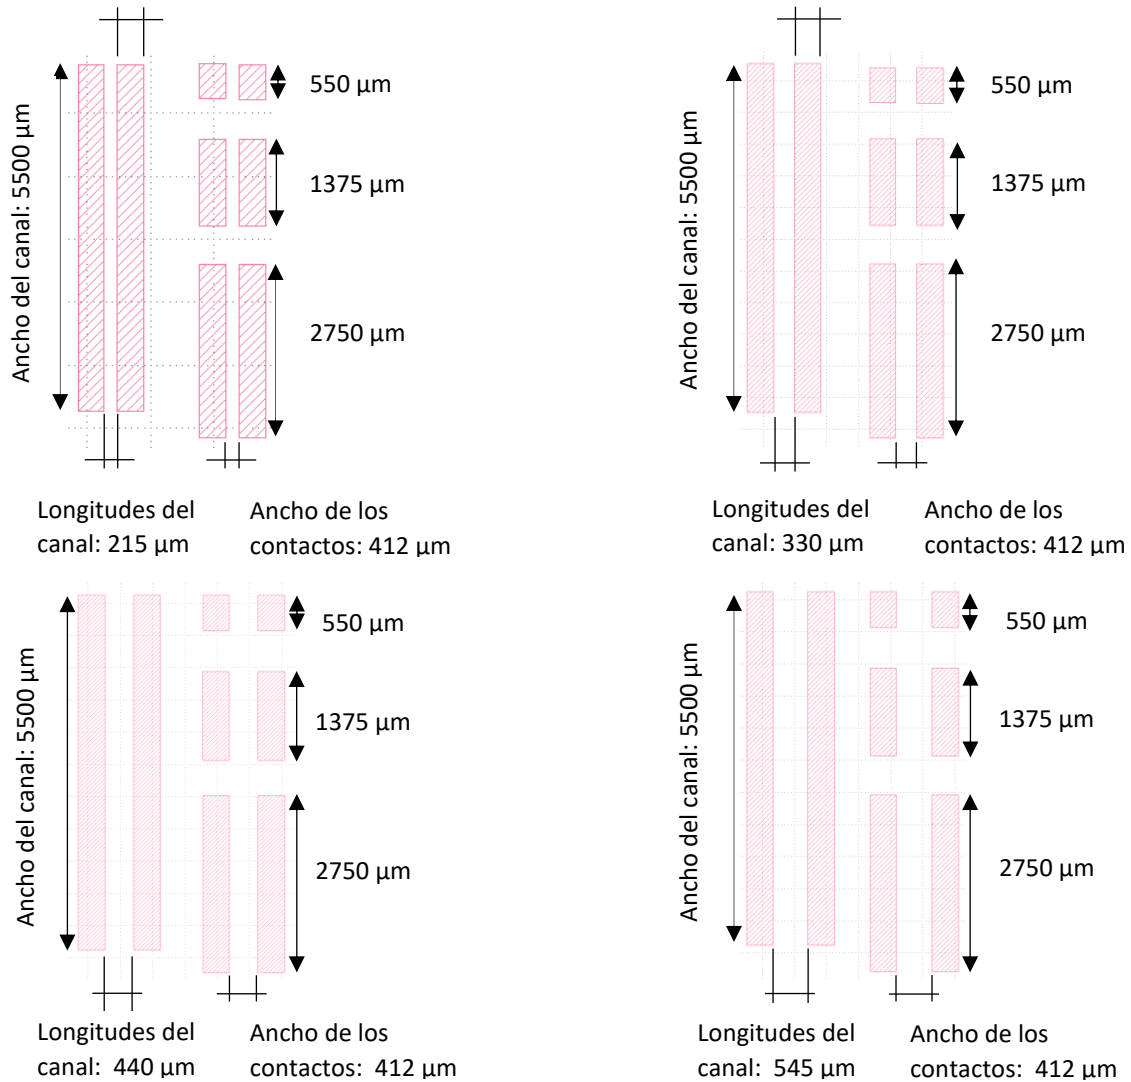 Ancho del canal: 5500 µm
550 µm
1375 µm
2750 µm
Longitudes del
canal: 215 µm
Ancho de los
contactos: 412 µm
Ancho del canal: 5500 µm
550 µm
1375 µm
2750 µm
Longitudes del
canal: 330 µm
Ancho de los
contactos: 412 µm
Ancho del canal: 5500 µm
550 µm
1375 µm
2750 µm
Longitudes del
canal: 440 µm
Ancho de los
contactos: 412 µm
Ancho del canal: 5500 µm
550 µm
1375 µm
2750 µm
Longitudes del
canal: 545 µm
Ancho de los
contactos: 412 µm